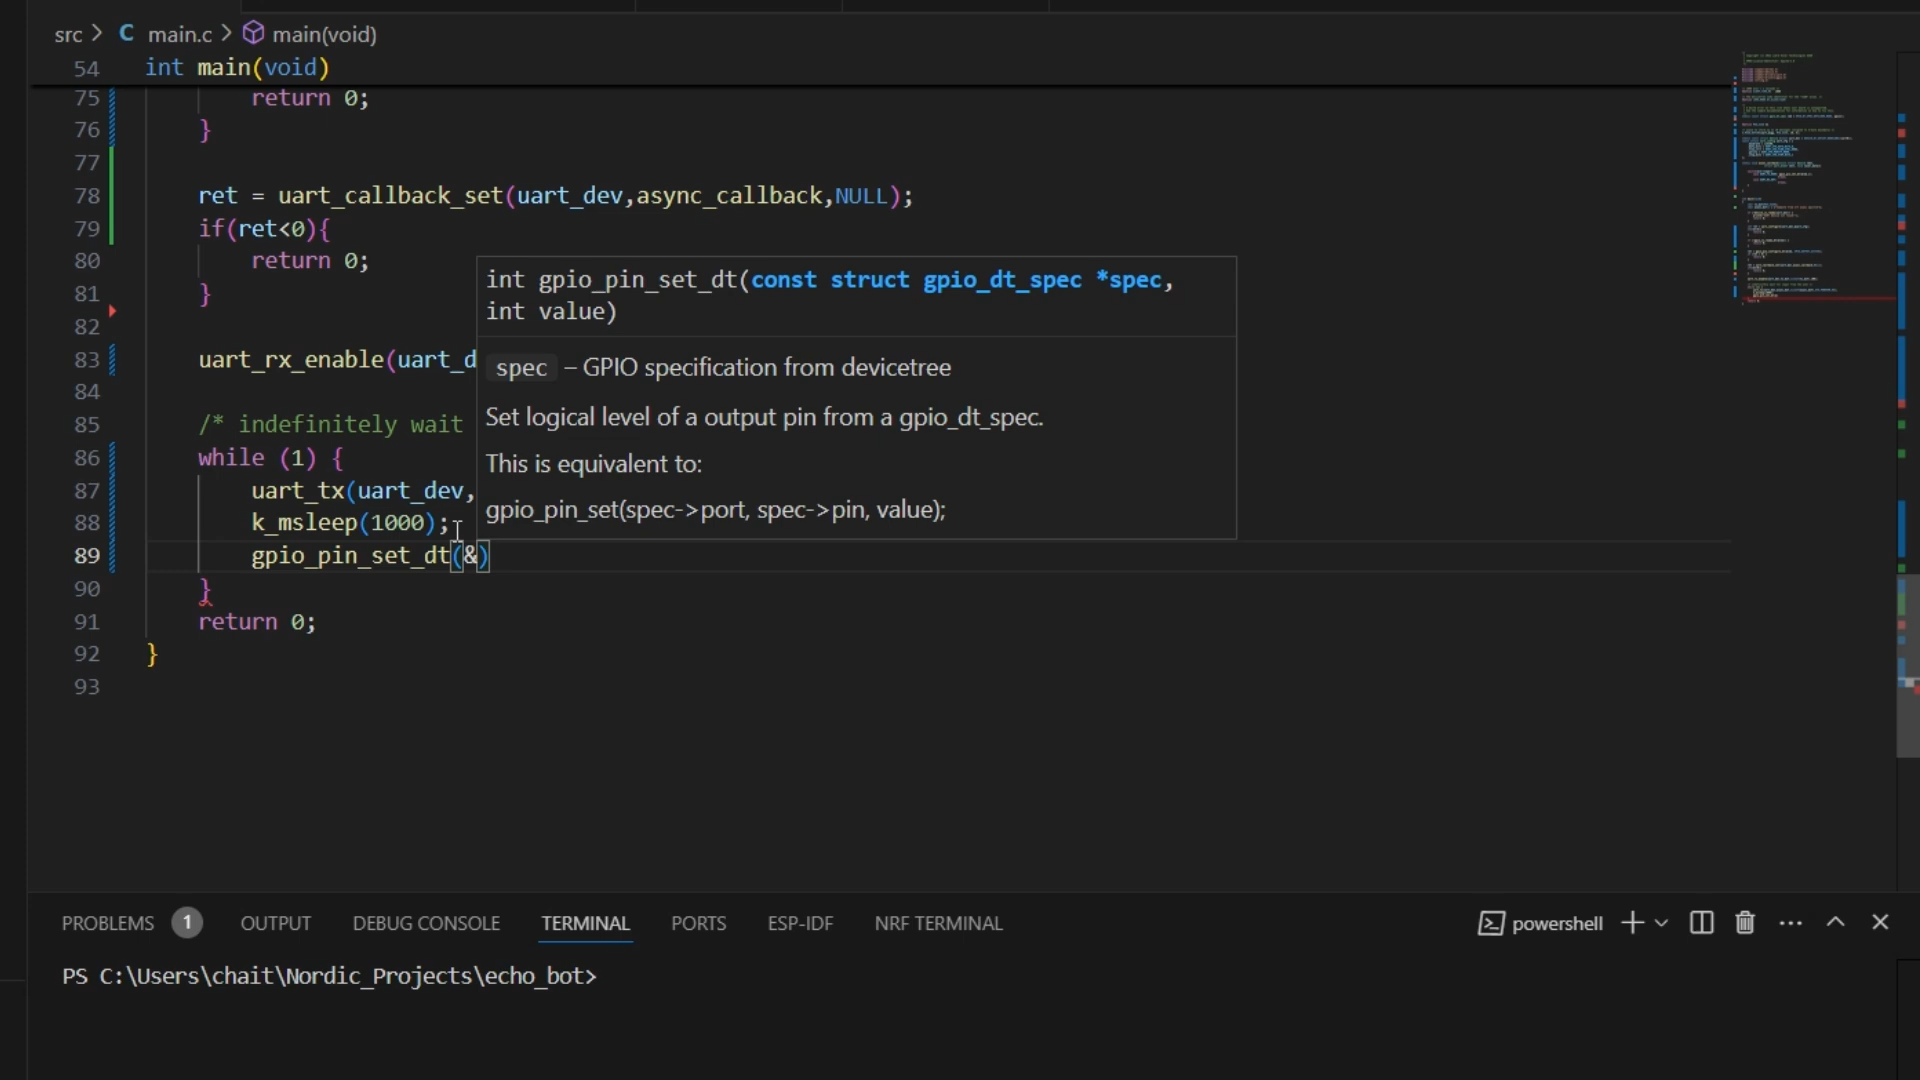 src > C main.c > main(void)
54 int main(void)
75 return 0;
76 }
77
78 ret = uart_callback_set(uart_dev,async_callback,NULL);
79 if(ret<0){
80 return 0;
81 }
82
83 uart_rx_enable(uart_d
84
85 /* indefinitely wait
86 while (1) {
87 uart_tx(uart_dev,
88 k_msleep(1000);
89 gpio_pin_set_dt(&)
90 }
91 return 0;
92 }
93
int gpio_pin_set_dt(const struct gpio_dt_spec *spec,
int value)
spec – GPIO specification from devicetree
Set logical level of a output pin from a gpio_dt_spec.
This is equivalent to:
gpio_pin_set(spec->port, spec->pin, value);
PROBLEMS 1 OUTPUT DEBUG CONSOLE TERMINAL PORTS ESP-IDF NRF TERMINAL powershell
PS C:\Users\chait\Nordic_Projects\echo_bot>